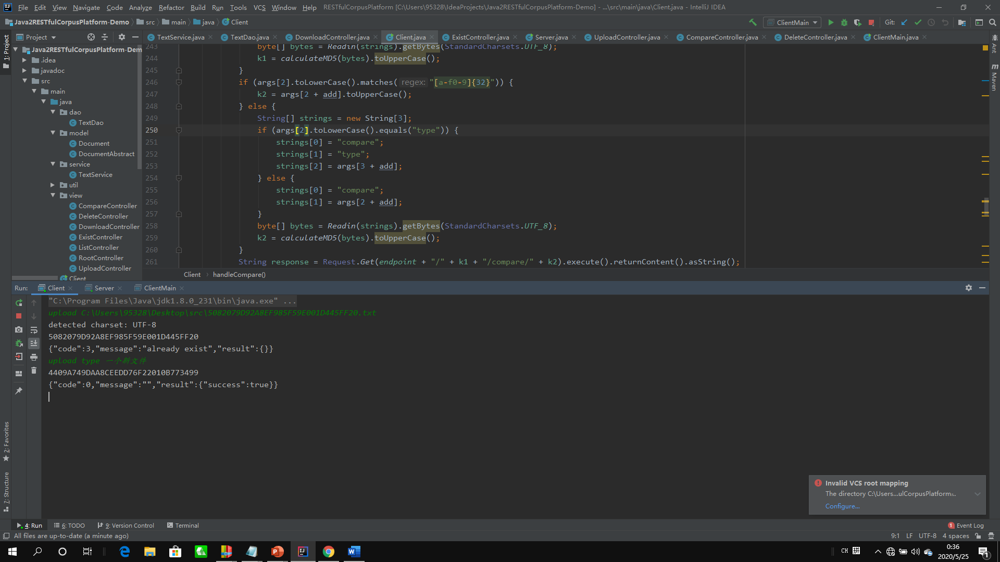 File Edit View Navigate Code Analyze Refactor Build Run Tools VCS Window Help RESTfulCorpusPlatform [C:\Users\95328\IdeaProjects\Java2RESTfulCorpusPlatform-Demo] - ...\src\main\java\Client.java - IntelliJ IDEA
Java2RESTfulCorpusPlatform-Demo src main java Client ClientMain Git:
Project TextService.java TextDao.java DownloadController.java Client.java ExistController.java Server.java UploadController.java CompareController.java DeleteController.java ClientMain.java
1: Project
Ant
Maven
Java2RESTfulCorpusPlatform-Dem
.idea
javadoc
src
main
java
dao
TextDao
model
Document
DocumentAbstract
service
TextService
util
view
CompareController
DeleteController
DownloadController
ExistController
ListController
RootController
UploadController
Client
243 byte[] bytes = Readin(strings).getBytes(StandardCharsets.UTF_8);
244 k1 = calculateMD5(bytes).toUpperCase();
245 }
246 if (args[2].toLowerCase().matches( regex: "[a-f0-9]{32}")) {
247 k2 = args[2 + add].toUpperCase();
248 } else {
249 String[] strings = new String[3];
250 if (args[2].toLowerCase().equals("type")) {
251 strings[0] = "compare";
252 strings[1] = "type";
253 strings[2] = args[3 + add];
254 } else {
255 strings[0] = "compare";
256 strings[1] = args[2 + add];
257 }
258 byte[] bytes = Readin(strings).getBytes(StandardCharsets.UTF_8);
259 k2 = calculateMD5(bytes).toUpperCase();
260 }
261 String response = Request.Get(endpoint + "/" + k1 + "/compare/" + k2).execute().returnContent().asString();
Client › handleCompare()
Run: Client Server ClientMain
"C:\Program Files\Java\jdk1.8.0_231\bin\java.exe" ...
upload C:\Users\95328\Desktop\src\5082079D92A8EF985F59E001D445FF20.txt
detected charset: UTF-8
5082079D92A8EF985F59E001D445FF20
{"code":3,"message":"already exist","result":{}}
upload type 一个新文件
4409A749DAA8CEEDD76F22010B773499
{"code":0,"message":"","result":{"success":true}}
2: Favorites
7: Structure
Invalid VCS root mapping
The directory C:\Users...ulCorpusPlatform-..
Configure...
4: Run 6: TODO 9: Version Control Terminal 1 Event Log
All files are up-to-date (a minute ago) 9:1 LF UTF-8 4 spaces
CH 拼 0:36
2020/5/25 1